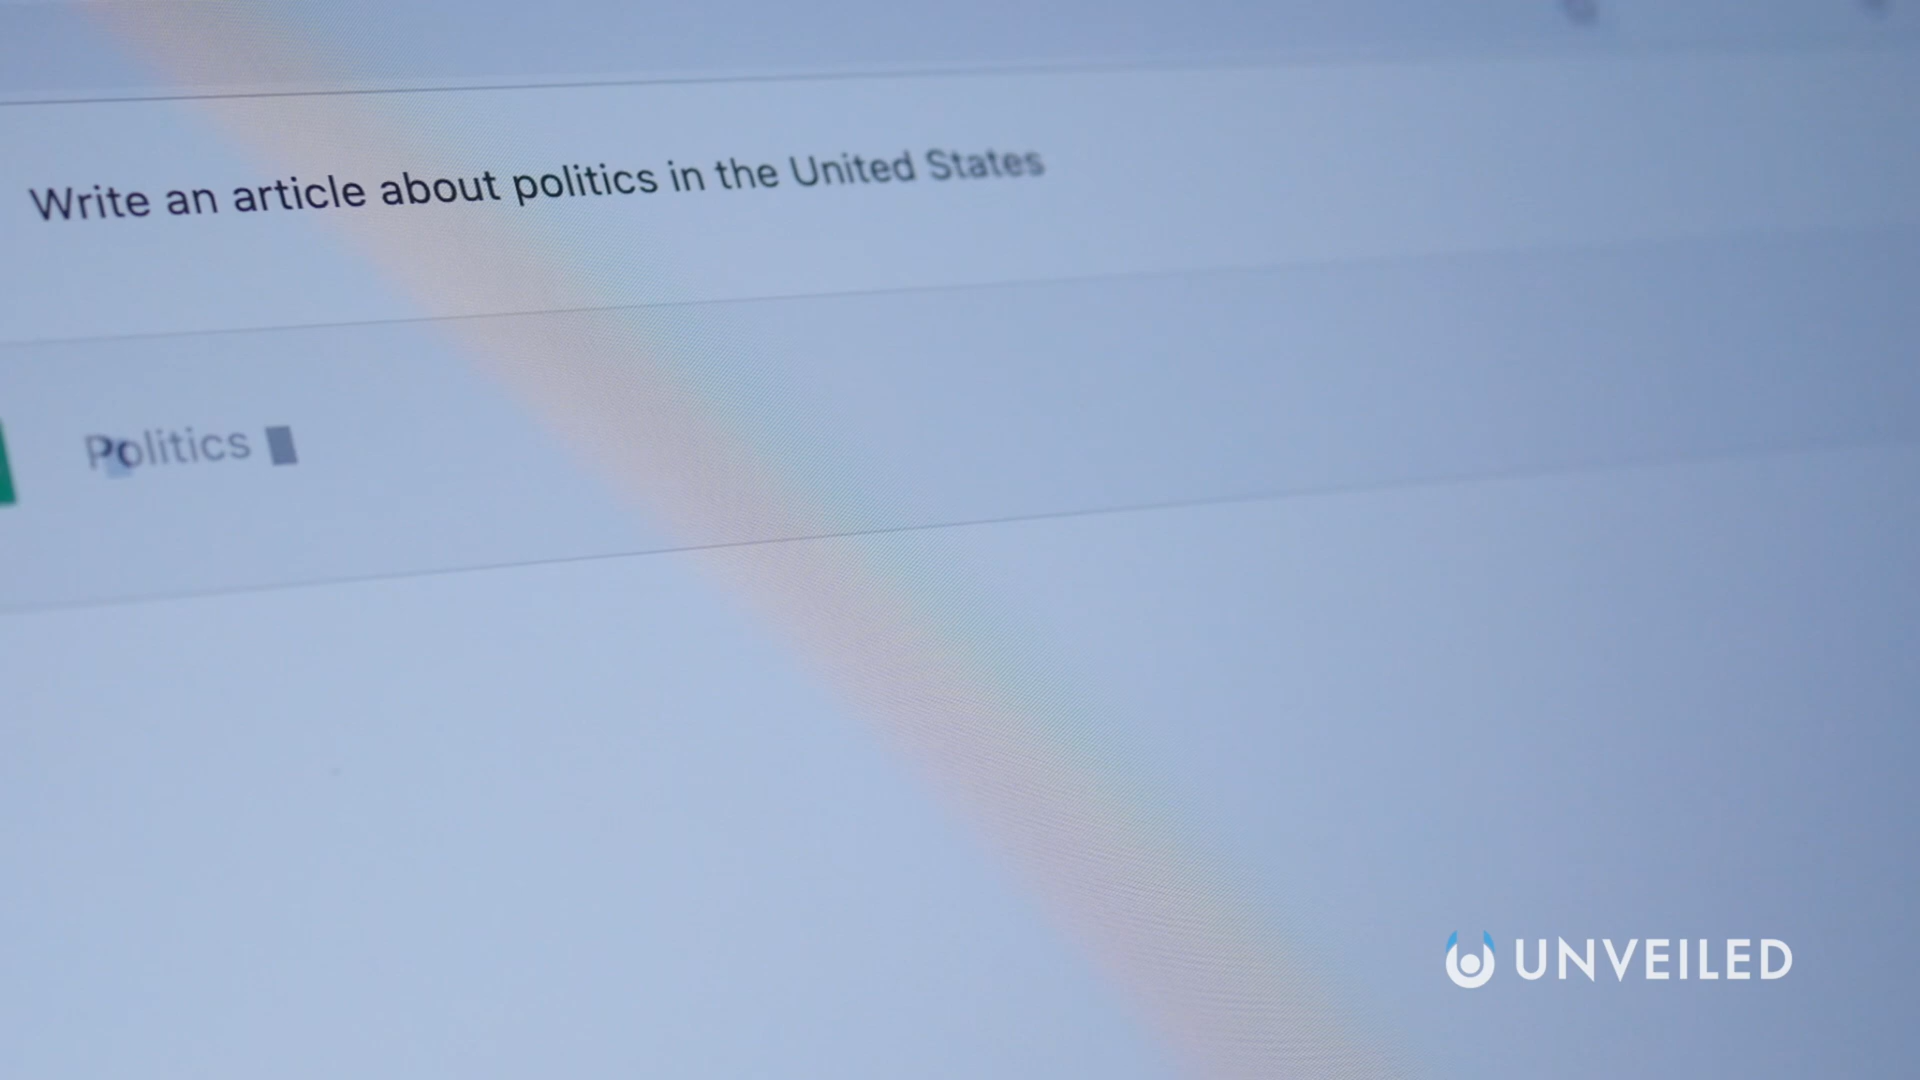 Write an article about politics in the United States
Politics
UNVEILED